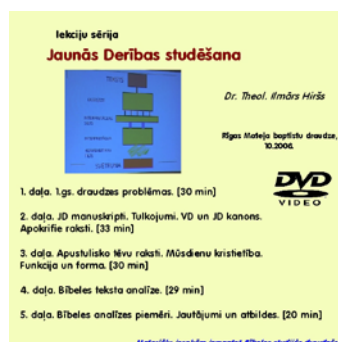 lekciju sērija
Jaunās Derības studēšana
Dr. Theol. Ilmārs Hiršs
Rīgas Mateja baptistu draudze,
10.2006.
DVD
VIDEO
1. daļa. 1.gs. draudzes problēmas. [30 min]
2. daļa. JD manuskripti. Tulkojumi. VD un JD kanons.
Apokrifie raksti. [33 min]
3. daļa. Apustulisko tēvu raksti. Mūsdienu kristietība.
Funkcija un forma. [30 min]
4. daļa. Bībeles teksta analīze. [29 min]
5. daļa. Bībeles analīzes piemēri. Jautājumi un atbildes. [20 min]